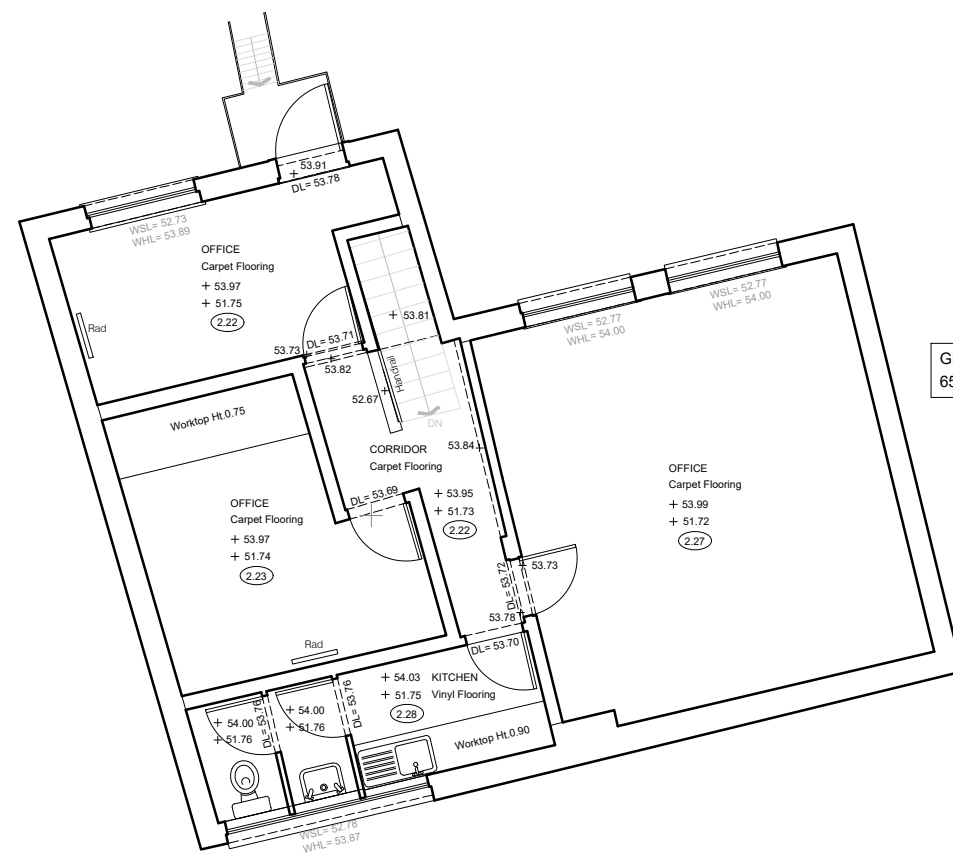 53.91
DL= 53.78
WSL= 52.73
WHL= 53.89
OFFICE
Carpet Flooring
53.97
51.75
2.22
Rad
53.73
DL= 53.71
53.82
53.81
Handrail
52.67
DN
WSL= 52.77
WHL= 54.00
WSL= 52.77
WHL= 54.00
G
65
Worktop Ht.0.75
CORRIDOR
Carpet Flooring
53.84
53.95
51.73
2.22
DL= 53.69
OFFICE
Carpet Flooring
53.97
51.74
2.23
Rad
OFFICE
Carpet Flooring
53.99
51.72
2.27
DL= 53.72
53.73
53.78
DL= 53.70
54.03 KITCHEN
51.75 Vinyl Flooring
2.28
Worktop Ht.0.90
DL= 53.76
54.00
51.76
DL= 53.76
54.00
51.76
WSL= 52.78
WHL= 53.87